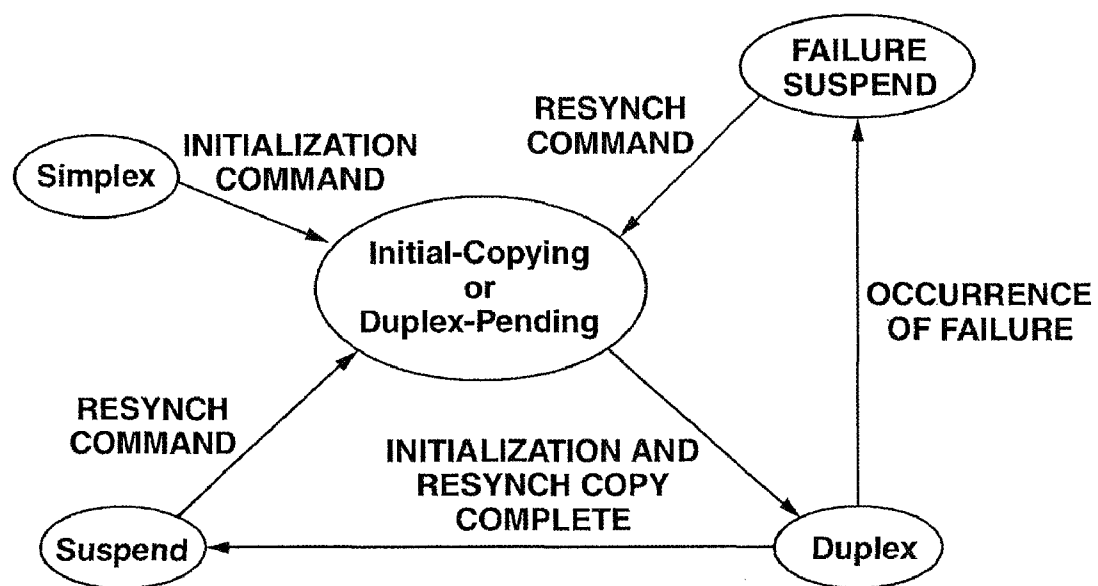 FAILURE
SUSPEND
RESYNCH
COMMAND
INITIALIZATION
COMMAND
Simplex
Initial-Copying
or
Duplex-Pending
OCCURRENCE
OF FAILURE
RESYNCH
COMMAND
INITIALIZATION AND
RESYNCH COPY
COMPLETE
Suspend
Duplex